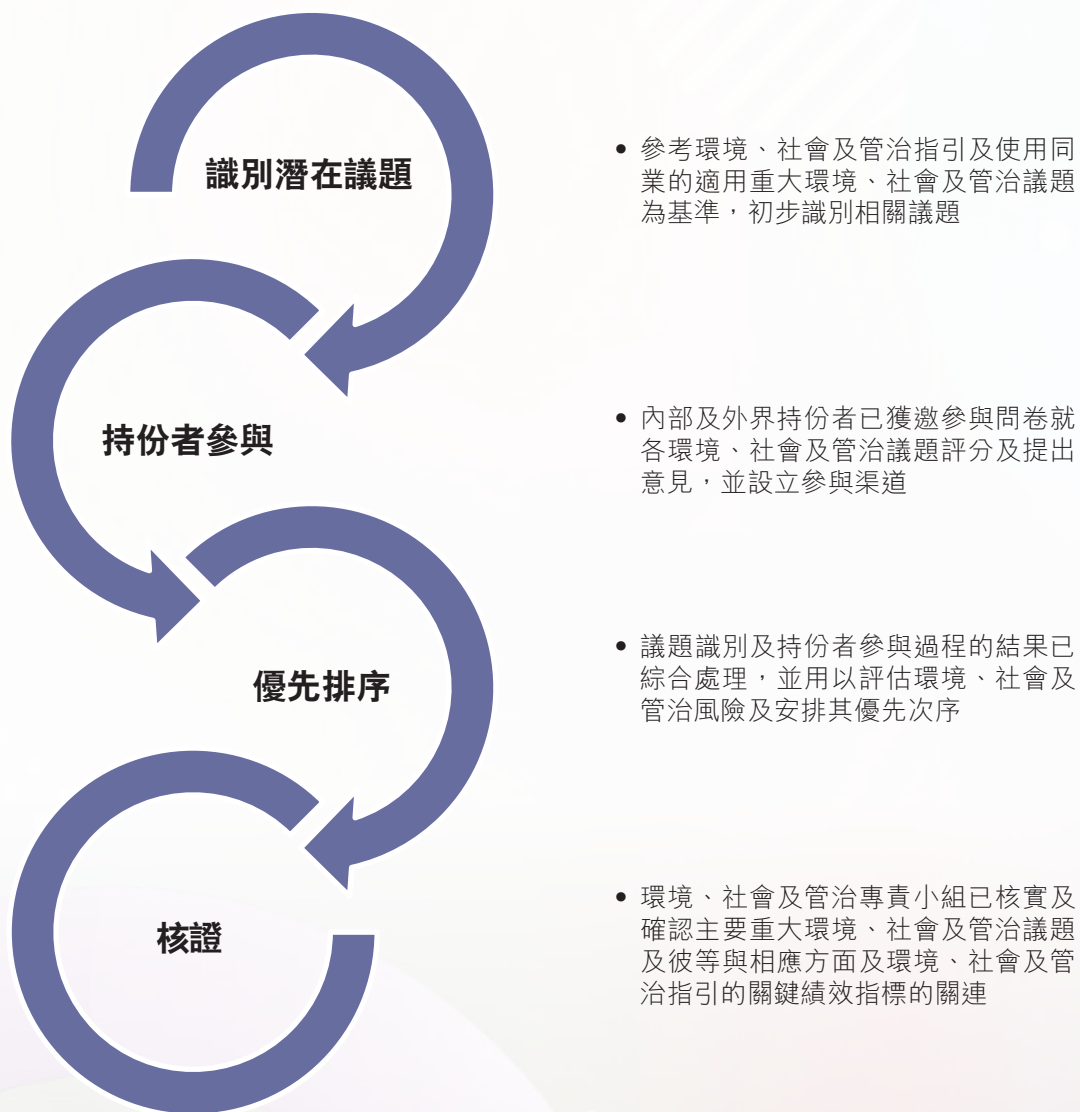 識別潛在議題
• 參考環境、社會及管治指引及使用同
業的適用重大環境、社會及管治議題
為基準，初步識別相關議題
持份者參與
• 內部及外界持份者已獲邀參與問卷就
各環境、社會及管治議題評分及提出
意見，並設立參與渠道
優先排序
• 議題識別及持份者參與過程的結果已
綜合處理，並用以評估環境、社會及
管治風險及安排其優先次序
核證
• 環境、社會及管治專責小組已核實及
確認主要重大環境、社會及管治議題
及彼等與相應方面及環境、社會及管
治指引的關鍵績效指標的關連